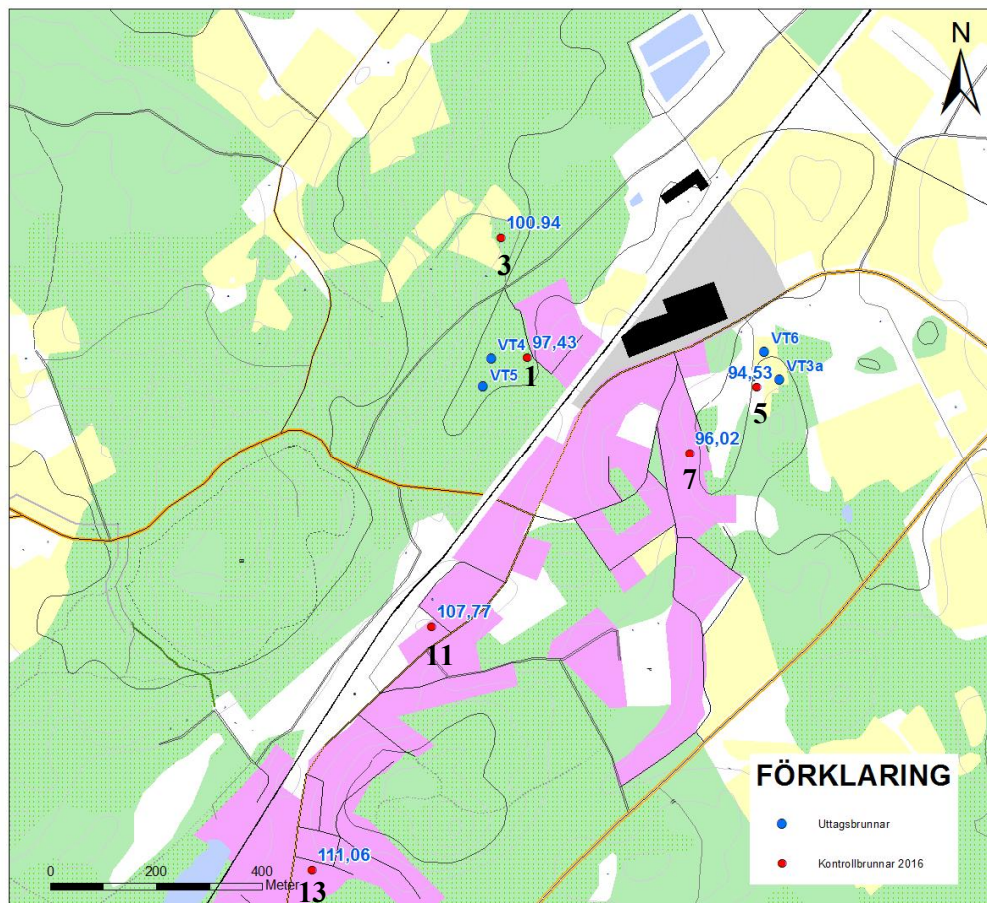 N
100.94
3
VT4
97,43
VT5
1
VT6
94,53
VT3a
5
96,02
7
107,77
11
FÖRKLARING
Uttagsbrunnar
Kontrollbrunnar 2016
111,06
0 200 400
Meter
13